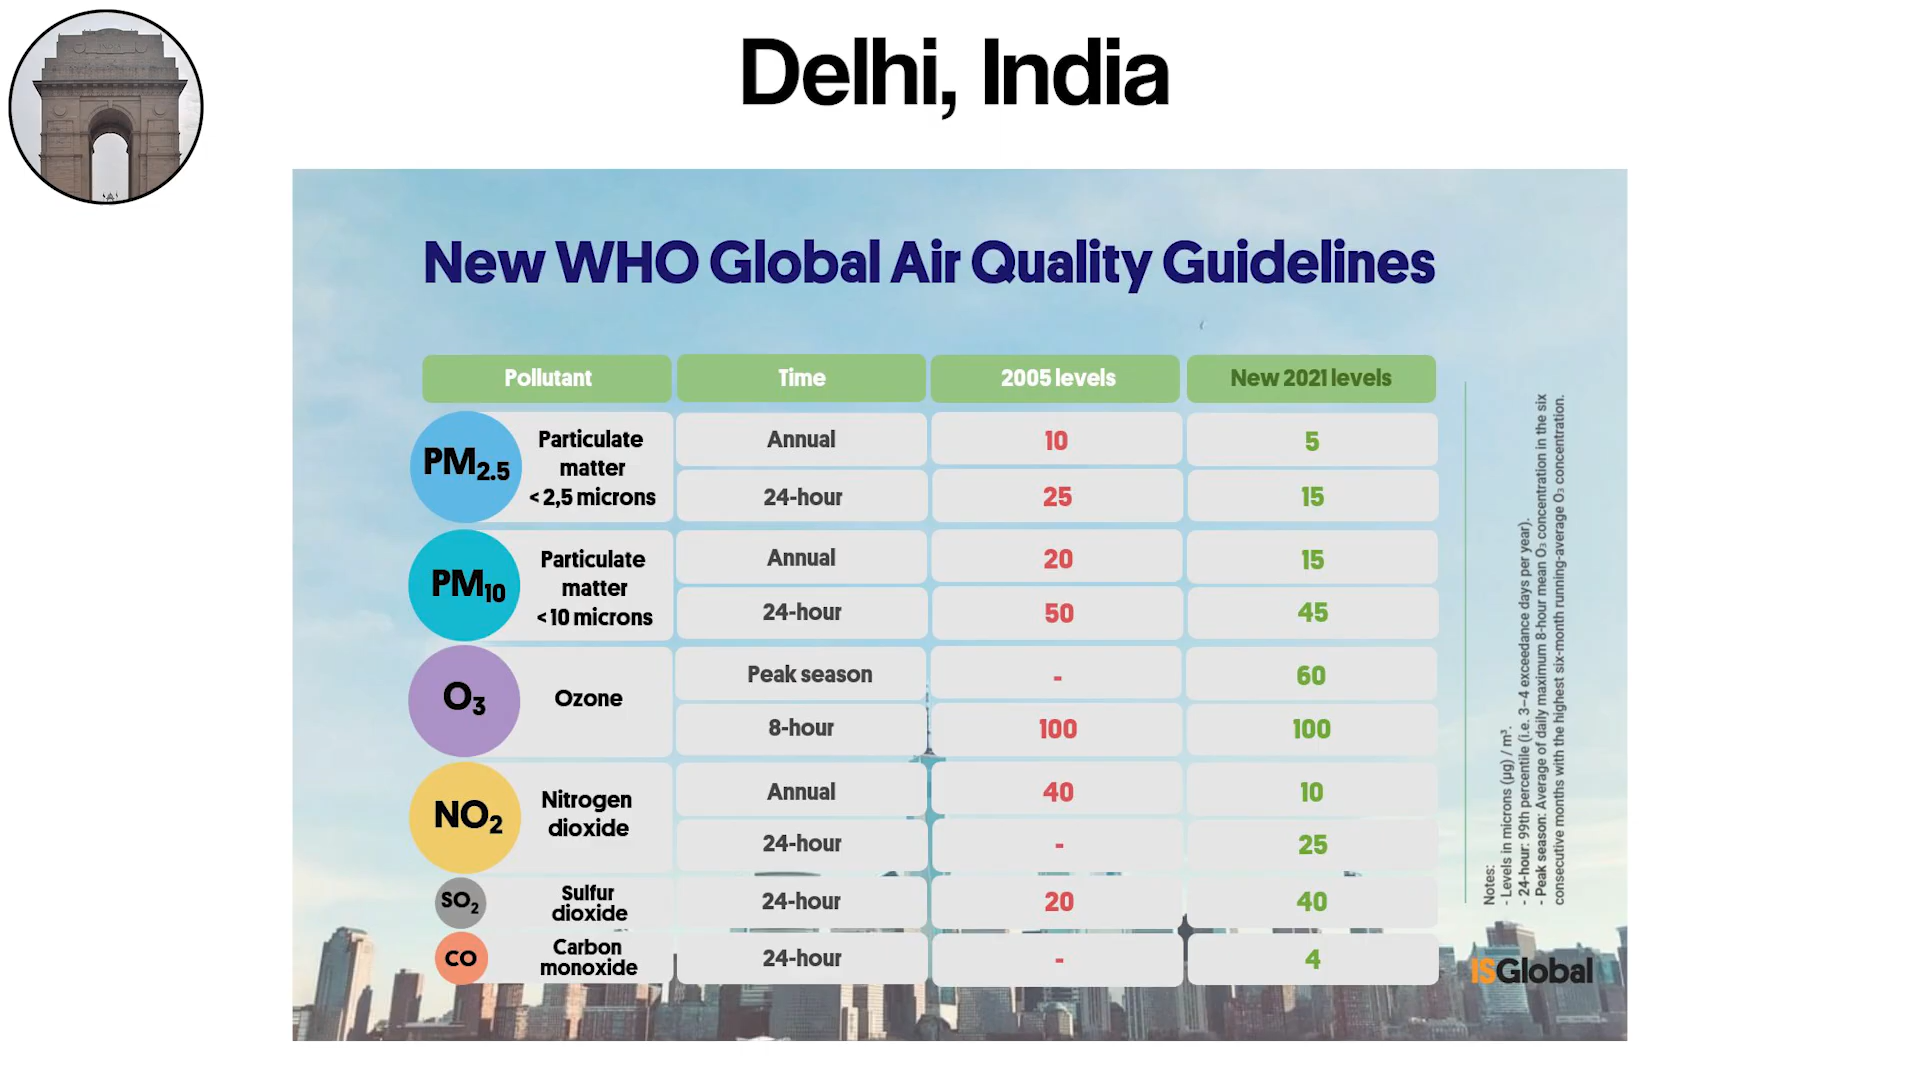 Delhi, India
New WHO Global Air Quality Guidelines
Pollutant Time 2005 levels New 2021 levels
PM2.5
Particulate
matter
< 2,5 microns
Annual 10 5
24-hour 25 15
PM10
Particulate
matter
< 10 microns
Annual 20 15
24-hour 50 45
O3
Ozone
Peak season - 60
8-hour 100 100
NO2
Nitrogen
dioxide
Annual 40 10
24-hour - 25
SO2
Sulfur
dioxide
24-hour 20 40
CO
Carbon
monoxide
24-hour - 4
Notes:
- Levels in microns (µg) / m³.
- 24-hour: 99th percentile (i.e. 3–4 exceedance days per year).
- Peak season: Average of daily maximum 8-hour mean O₃ concentration in the six
consecutive months with the highest six-month running-average O₃ concentration.
ISGlobal